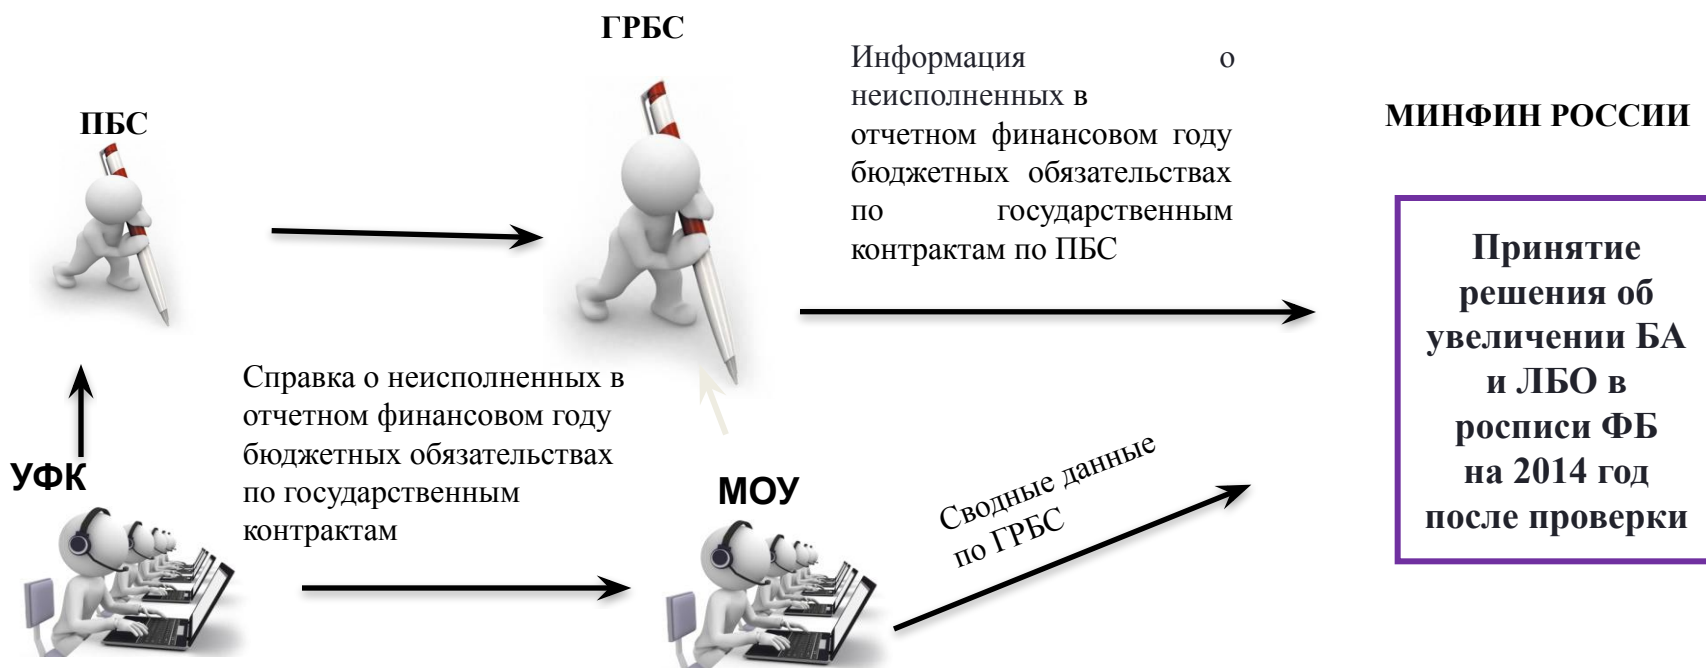 ГРБС
ПБС
Информация о
неисполненных в
отчетном финансовом году
бюджетных обязательствах
по государственным
контрактам по ПБС
МИНФИН РОССИИ
Принятие
решения об
увеличении БА
и ЛБО в
росписи ФБ
на 2014 год
после проверки
УФК
Справка о неисполненных в
отчетном финансовом году
бюджетных обязательствах
по государственным
контрактам
МОУ
Сводные данные
по ГРБС